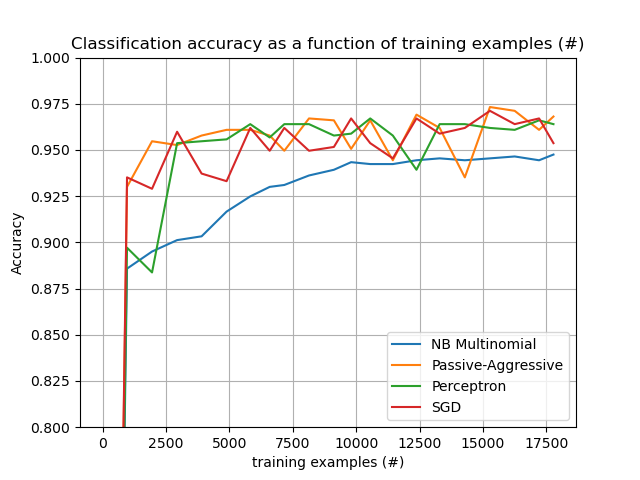 Classification accuracy as a function of training examples (#)
1.000
0.975
0.950
0.925
0.900
0.875
0.850
0.825
0.800
Accuracy
NB Multinomial
Passive-Aggressive
Perceptron
SGD
0 2500 5000 7500 10000 12500 15000 17500
training examples (#)